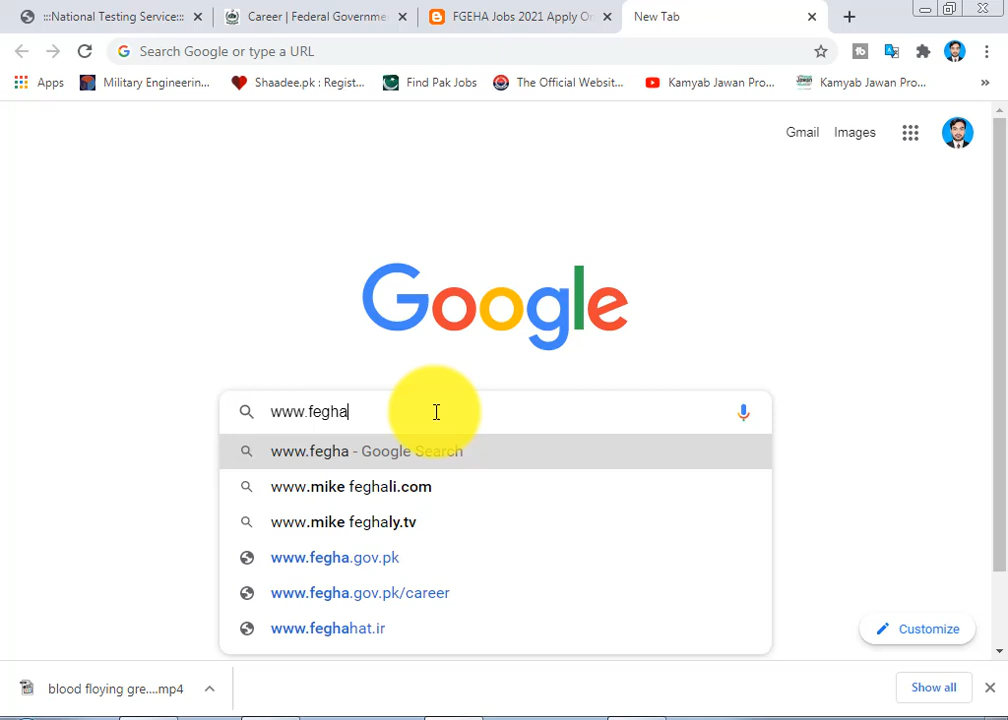 :::National Testing Service:::
Career | Federal Governme
FGEHA Jobs 2021 Apply On
New Tab
Search Google or type a URL
Apps
Military Engineerin...
Shaadee.pk : Regist...
Find Pak Jobs
The Official Websit...
Kamyab Jawan Pro...
Kamyab Jawan Pro...
Gmail
Images
Google
www.fegha
www.fegha - Google Search
www.mike feghali.com
www.mike feghaly.tv
www.fegha.gov.pk
www.fegha.gov.pk/career
www.feghahat.ir
Customize
blood floying gre....mp4
Show all